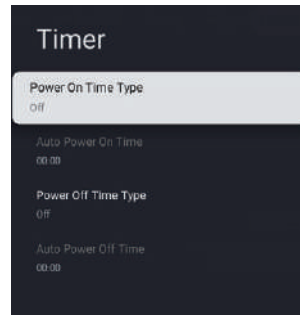 Timer
Power On Time Type
Off
Auto Power On Time
00:00
Power Off Time Type
Off
Auto Power Off Time
00:00